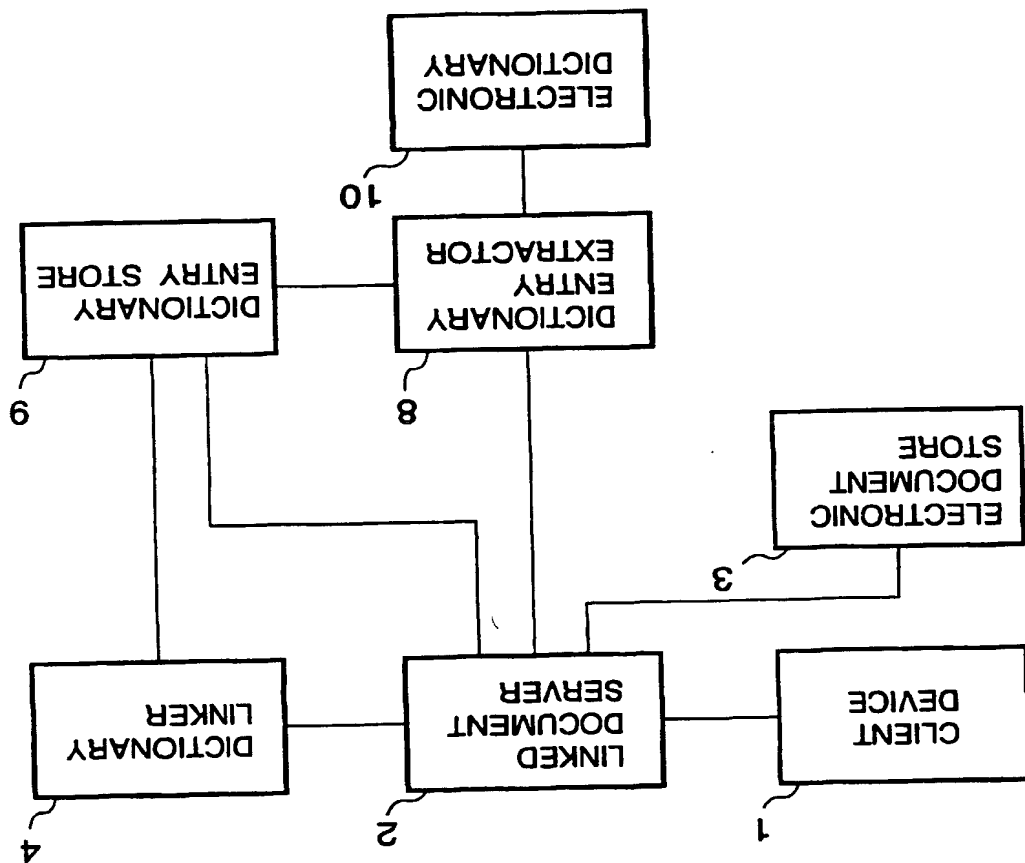 1
CLIENT
DEVICE
2
LINKED
DOCUMENT
SERVER
4
DICTIONARY
LINKER
3
ELECTRONIC
DOCUMENT
STORE
8
DICTIONARY
ENTRY
EXTRACTOR
9
DICTIONARY
ENTRY STORE
10
ELECTRONIC
DICTIONARY